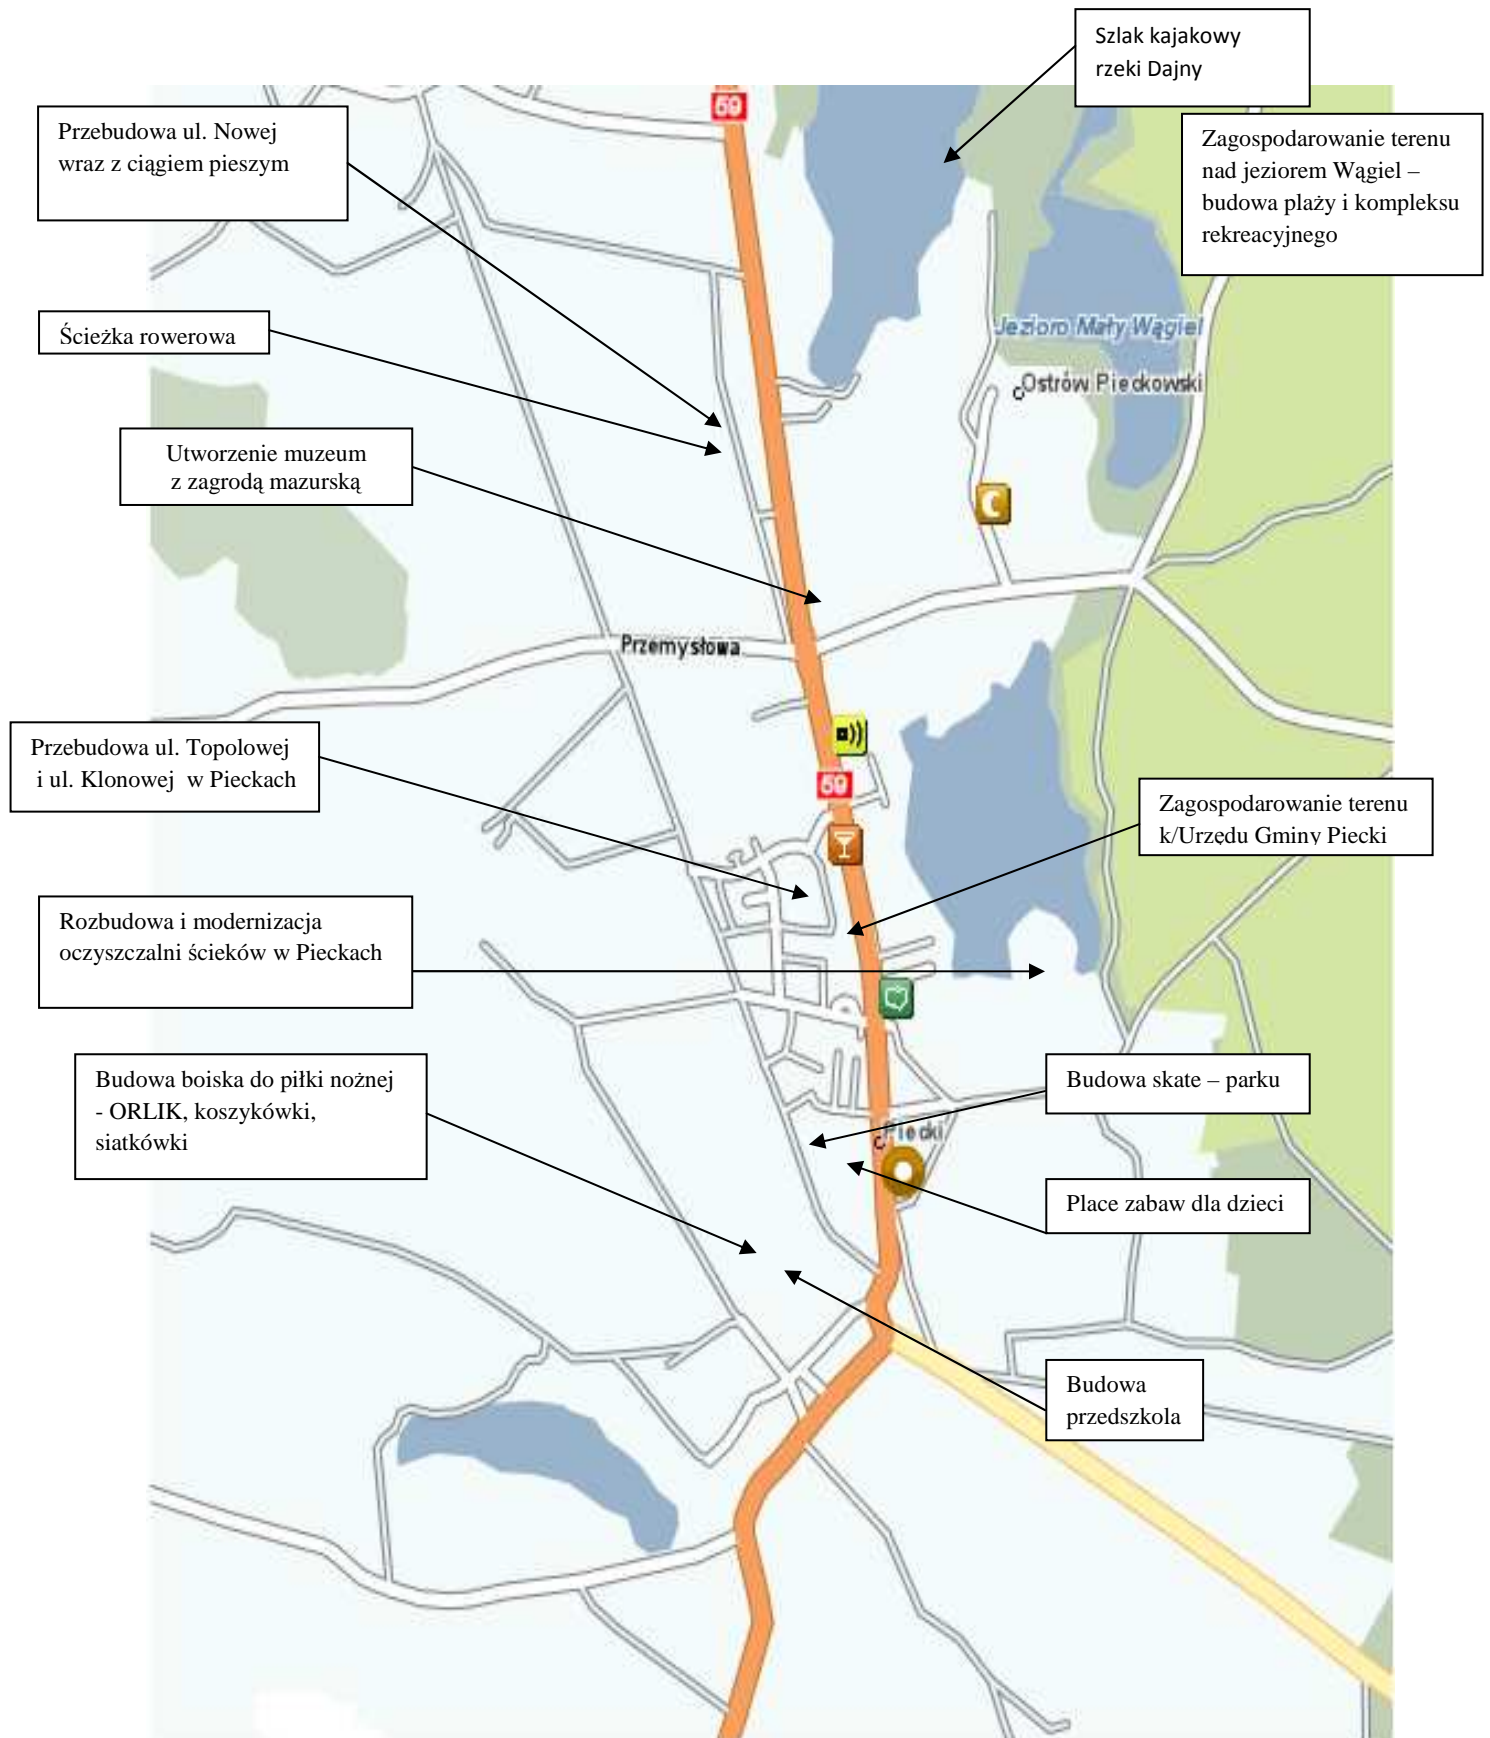 Szlak kajakowy
rzeki Dajny
59
Przebudowa ul. Nowej
wraz z ciągiem pieszym
Zagospodarowanie terenu
nad jeziorem Wągiel –
budowa plaży i kompleksu
rekreacyjnego
Ścieżka rowerowa
Jezioro Mały Wągiel
Ostrów Pieckowski
Utworzenie muzeum
z zagrodą mazurską
Przemysłowa
Przebudowa ul. Topolowej
i ul. Klonowej w Pieckach
59
Zagospodarowanie terenu
k/Urzędu Gminy Piecki
Rozbudowa i modernizacja
oczyszczalni ścieków w Pieckach
Budowa boiska do piłki nożnej
- ORLIK, koszykówki,
siatkówki
Budowa skate – parku
Piecki
Place zabaw dla dzieci
Budowa
przedszkola